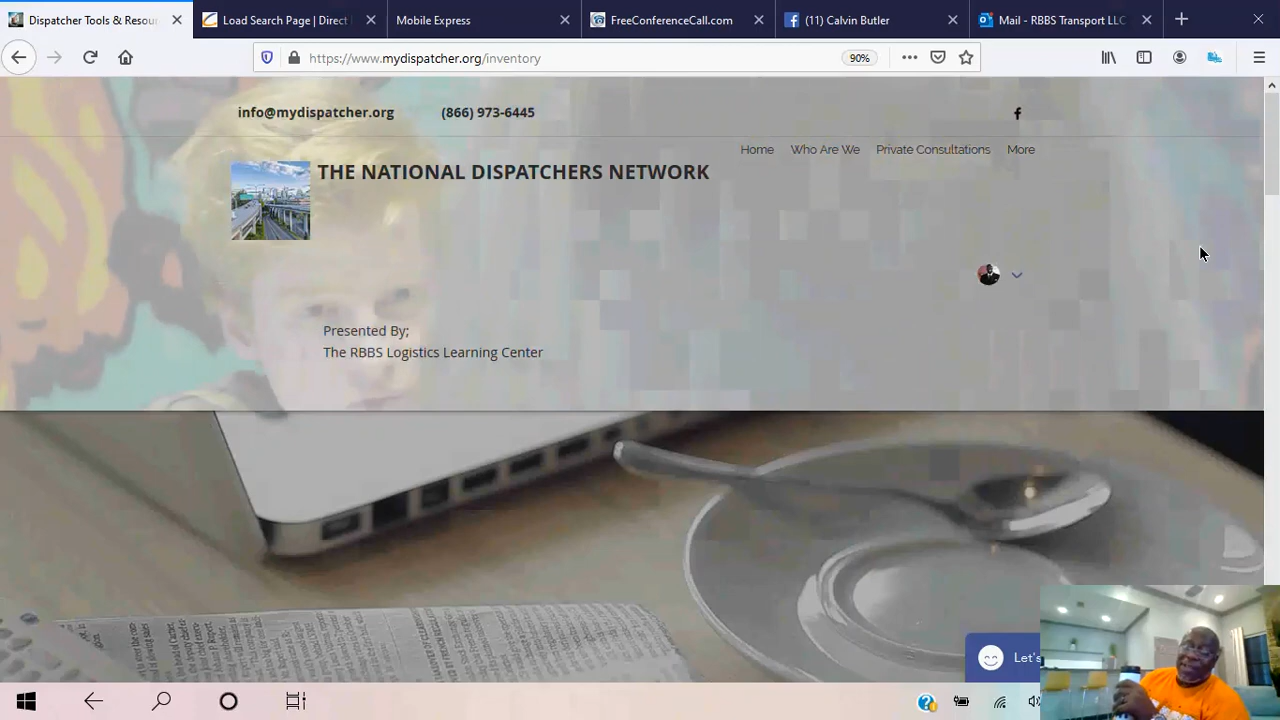 Dispatcher Tools & Resou
Load Search Page | Direct
Mobile Express
FreeConferenceCall.com
(11) Calvin Butler
Mail - RBBS Transport LLC
https://www.mydispatcher.org/inventory
90%
info@mydispatcher.org
(866) 973-6445
Home
Who Are We
Private Consultations
More
THE NATIONAL DISPATCHERS NETWORK
Presented By;
The RBBS Logistics Learning Center
Let's